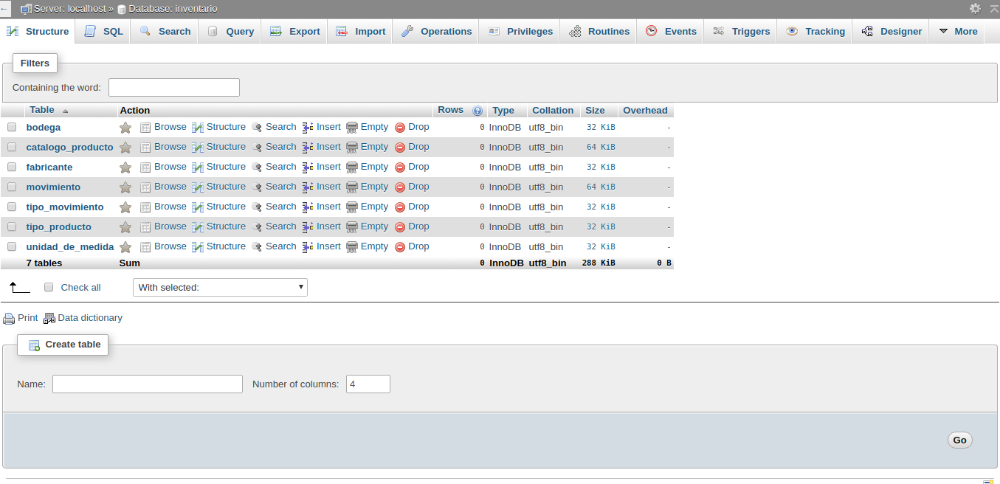 Server: localhost » Database: inventario
Structure SQL Search Query Export Import Operations Privileges Routines Events Triggers Tracking Designer More
Filters
Containing the word:
Table Action Rows Type Collation Size Overhead
bodega Browse Structure Search Insert Empty Drop 0 InnoDB utf8_bin 32 KiB -
catalogo_producto Browse Structure Search Insert Empty Drop 0 InnoDB utf8_bin 64 KiB -
fabricante Browse Structure Search Insert Empty Drop 0 InnoDB utf8_bin 32 KiB -
movimiento Browse Structure Search Insert Empty Drop 0 InnoDB utf8_bin 64 KiB -
tipo_movimiento Browse Structure Search Insert Empty Drop 0 InnoDB utf8_bin 32 KiB -
tipo_producto Browse Structure Search Insert Empty Drop 0 InnoDB utf8_bin 32 KiB -
unidad_de_medida Browse Structure Search Insert Empty Drop 0 InnoDB utf8_bin 32 KiB -
7 tables Sum 0 InnoDB utf8_bin 288 KiB 0 B
Check all With selected:
Print Data dictionary
Create table
Name: Number of columns: 4
Go